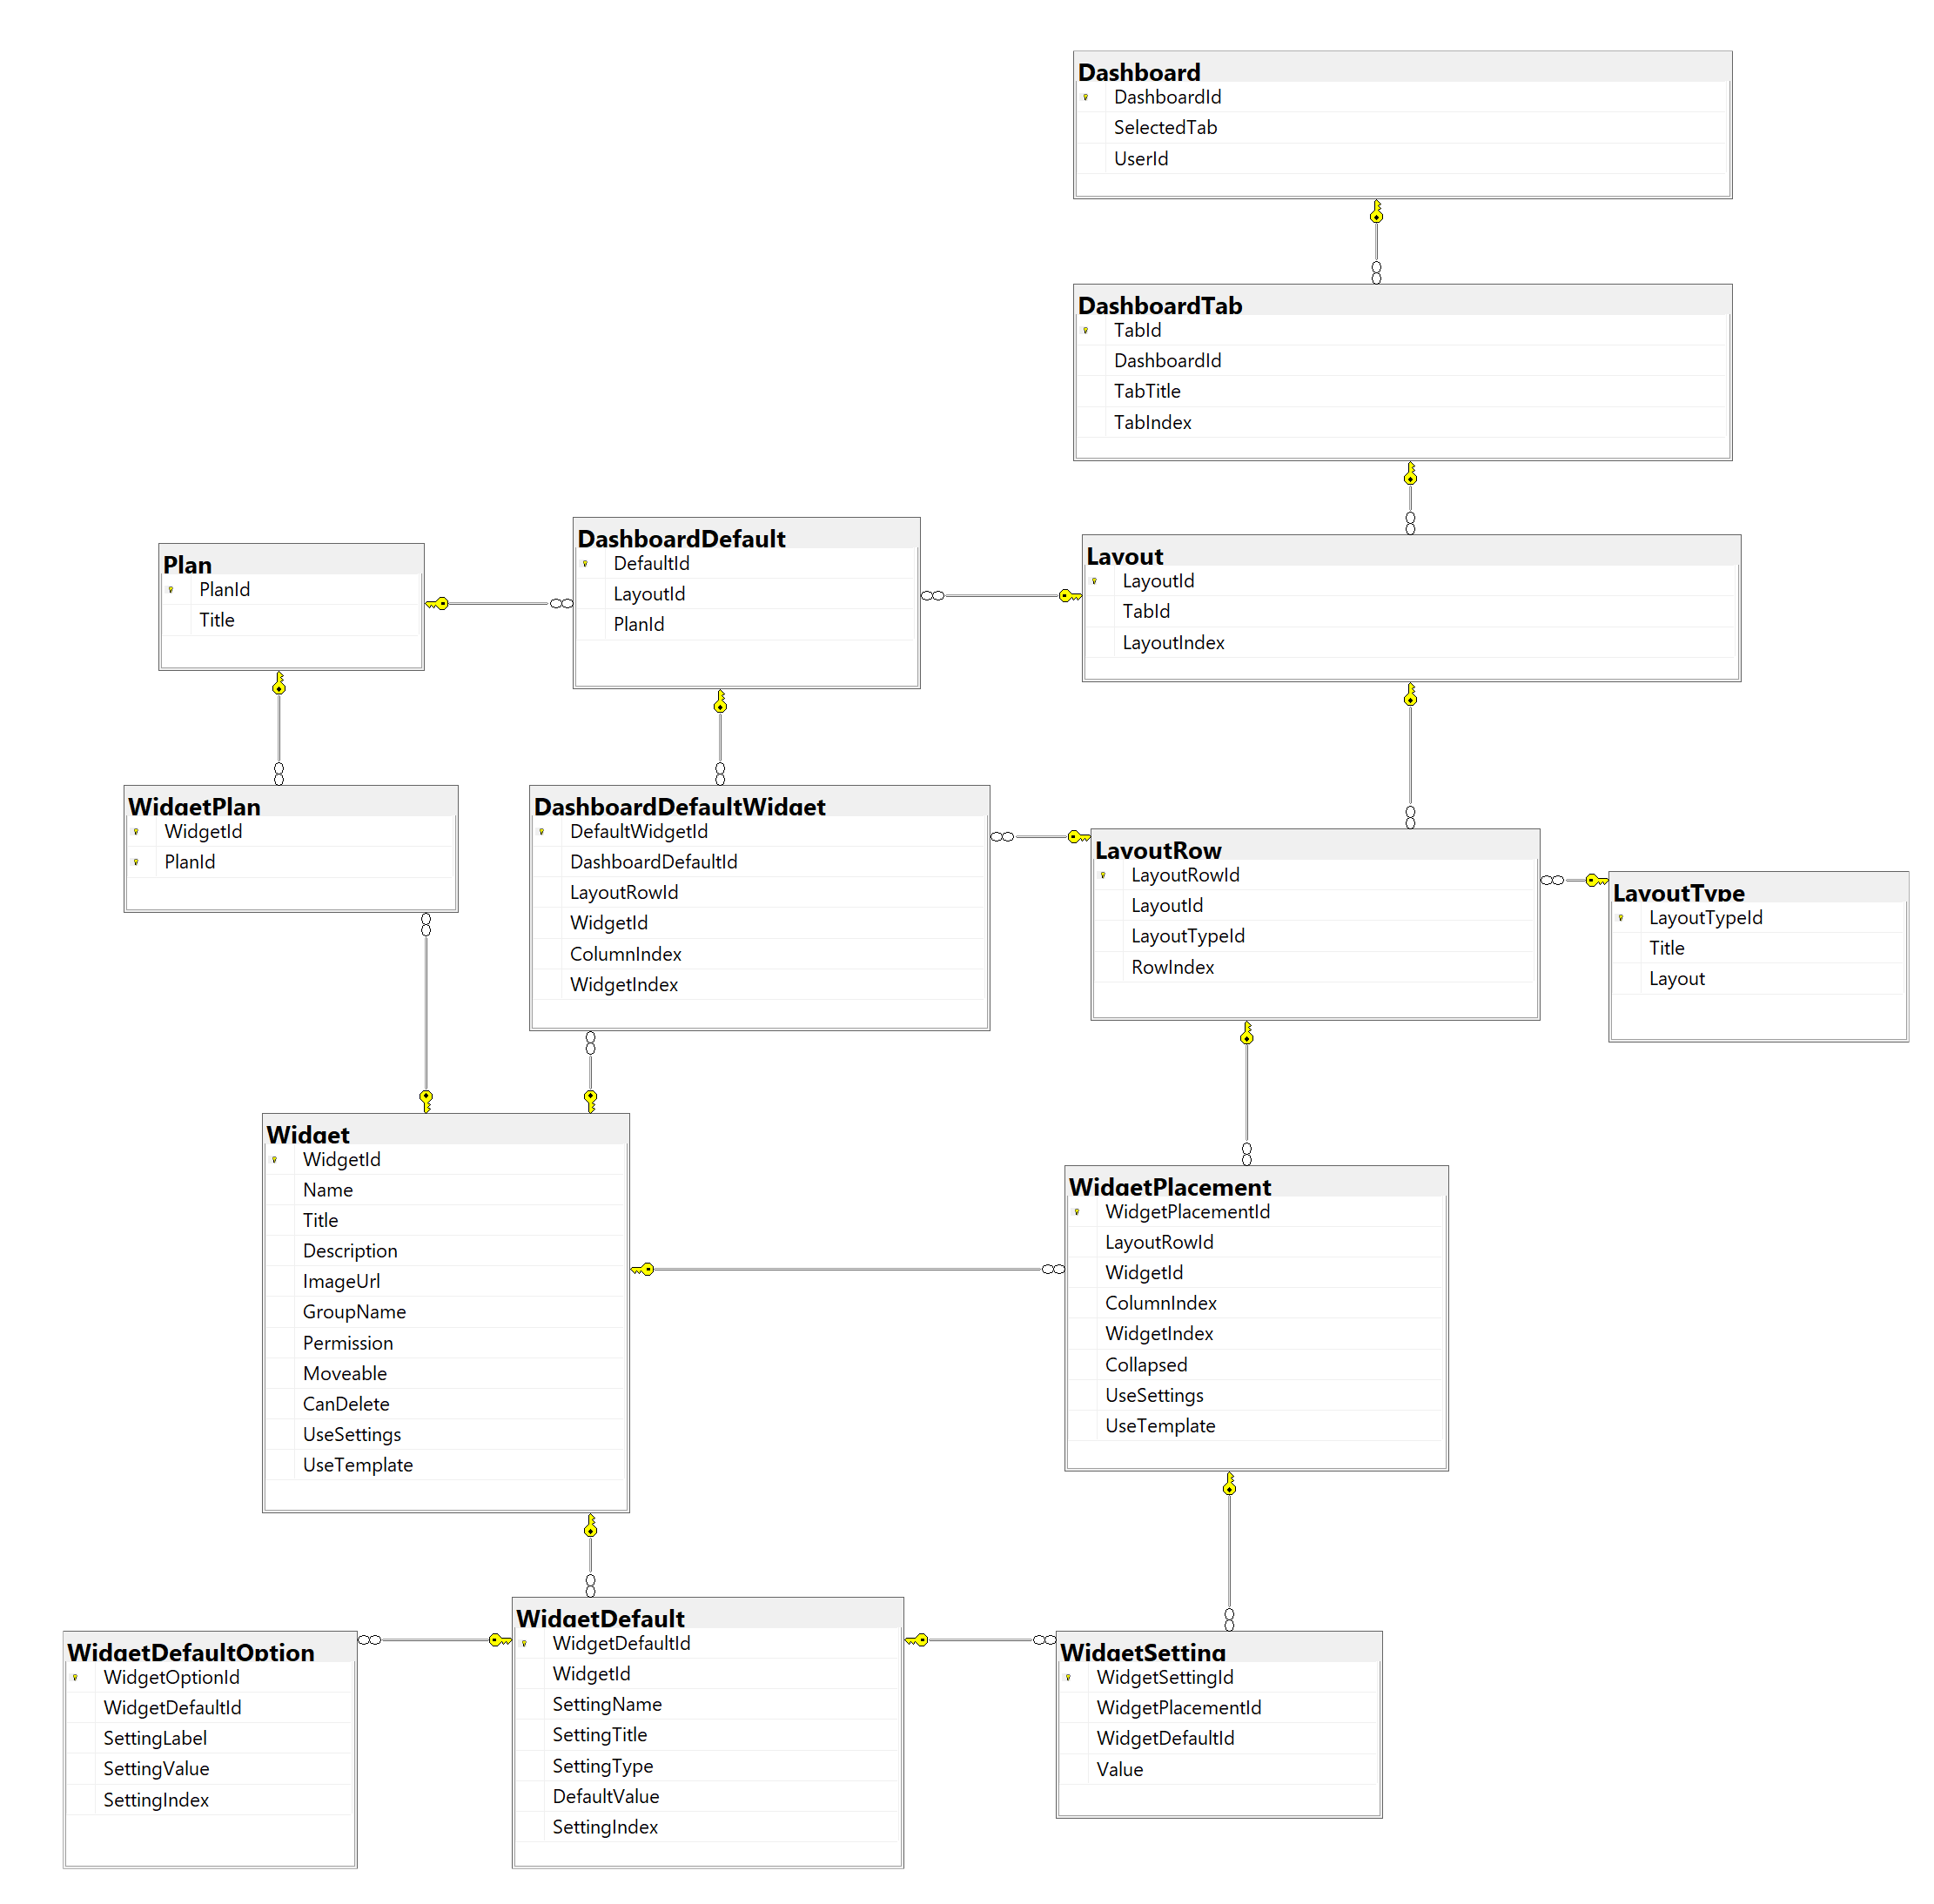 Dashboard
DashboardId
SelectedTab
UserId
DashboardTab
TabId
DashboardId
TabTitle
TabIndex
Plan
PlanId
Title
DashboardDefault
DefaultId
LayoutId
PlanId
Layout
LayoutId
TabId
LayoutIndex
WidgetPlan
WidgetId
PlanId
DashboardDefaultWidget
DefaultWidgetId
DashboardDefaultId
LayoutRowId
WidgetId
ColumnIndex
WidgetIndex
LayoutRow
LayoutRowId
LayoutId
LayoutTypeId
RowIndex
LayoutType
LayoutTypeId
Title
Layout
Widget
WidgetId
Name
Title
Description
ImageUrl
GroupName
Permission
Moveable
CanDelete
UseSettings
UseTemplate
WidgetPlacement
WidgetPlacementId
LayoutRowId
WidgetId
ColumnIndex
WidgetIndex
Collapsed
UseSettings
UseTemplate
WidgetDefaultOption
WidgetOptionId
WidgetDefaultId
SettingLabel
SettingValue
SettingIndex
WidgetDefault
WidgetDefaultId
WidgetId
SettingName
SettingTitle
SettingType
DefaultValue
SettingIndex
WidgetSetting
WidgetSettingId
WidgetPlacementId
WidgetDefaultId
Value